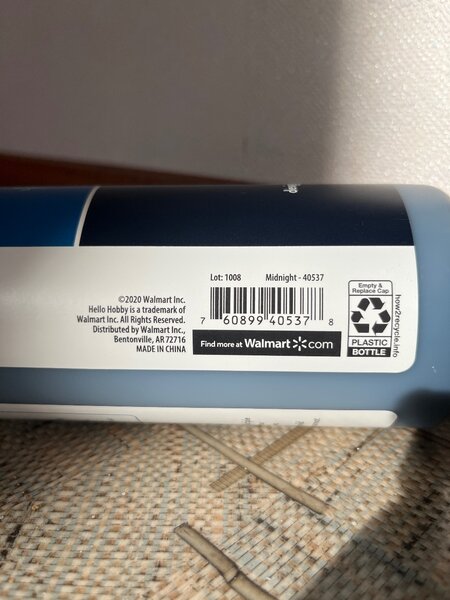 ©2020 Walmart Inc.
Hello Hobby is a trademark of
Walmart Inc. All Rights Reserved.
Distributed by Walmart Inc.,
Bentonville, AR 72716
MADE IN CHINA
Lot: 1008 Midnight - 40537
7 60899 40537 8
Find more at Walmart.com
Empty &
Replace Cap
PLASTIC
BOTTLE
how2recycle.info